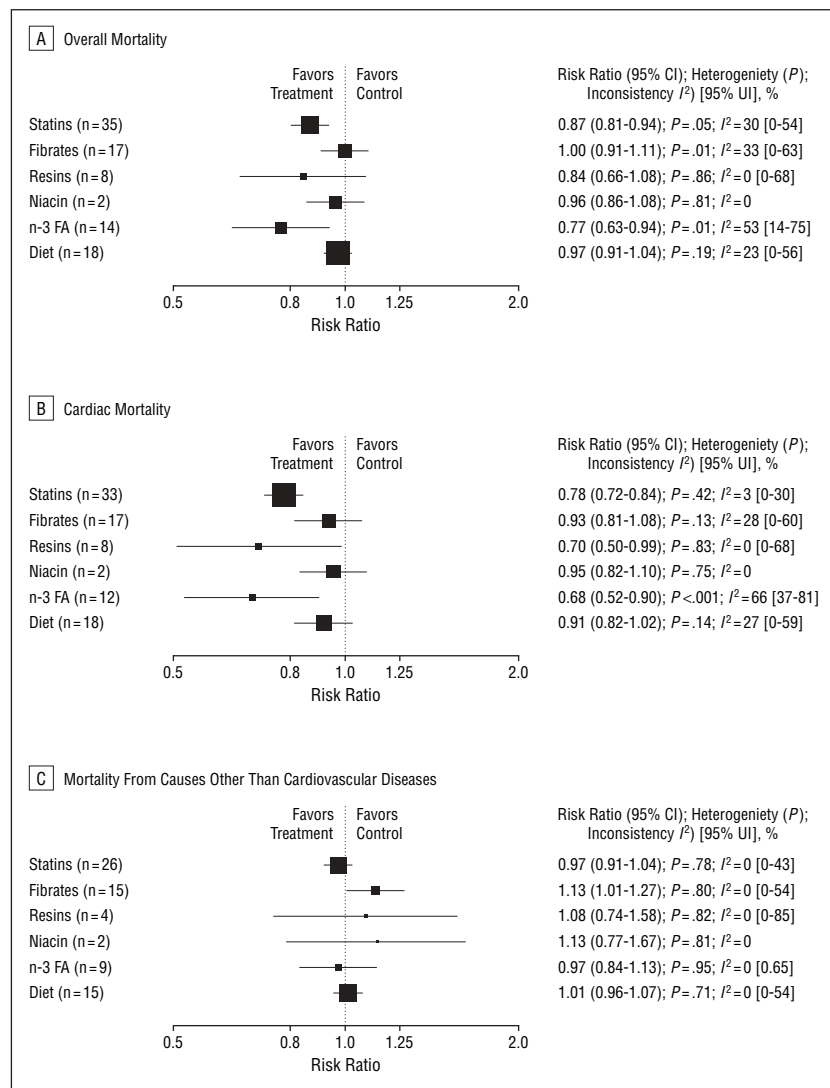 A Overall Mortality
Favors Treatment
Favors Control
Risk Ratio (95% CI); Heterogeniety (P);
Inconsistency I²) [95% UI], %
Statins (n=35) 0.87 (0.81-0.94); P=.05; I²=30 [0-54]
Fibrates (n=17) 1.00 (0.91-1.11); P=.01; I²=33 [0-63]
Resins (n=8) 0.84 (0.66-1.08); P=.86; I²=0 [0-68]
Niacin (n=2) 0.96 (0.86-1.08); P=.81; I²=0
n-3 FA (n=14) 0.77 (0.63-0.94); P=.01; I²=53 [14-75]
Diet (n=18) 0.97 (0.91-1.04); P=.19; I²=23 [0-56]
0.5 0.8 1.0 1.25 2.0
Risk Ratio
B Cardiac Mortality
Favors Treatment
Favors Control
Risk Ratio (95% CI); Heterogeniety (P);
Inconsistency I²) [95% UI], %
Statins (n=33) 0.78 (0.72-0.84); P=.42; I²=3 [0-30]
Fibrates (n=17) 0.93 (0.81-1.08); P=.13; I²=28 [0-60]
Resins (n=8) 0.70 (0.50-0.99); P=.83; I²=0 [0-68]
Niacin (n=2) 0.95 (0.82-1.10); P=.75; I²=0
n-3 FA (n=12) 0.68 (0.52-0.90); P<.001; I²=66 [37-81]
Diet (n=18) 0.91 (0.82-1.02); P=.14; I²=27 [0-59]
0.5 0.8 1.0 1.25 2.0
Risk Ratio
C Mortality From Causes Other Than Cardiovascular Diseases
Favors Treatment
Favors Control
Risk Ratio (95% CI); Heterogeniety (P);
Inconsistency I²) [95% UI], %
Statins (n=26) 0.97 (0.91-1.04); P=.78; I²=0 [0-43]
Fibrates (n=15) 1.13 (1.01-1.27); P=.80; I²=0 [0-54]
Resins (n=4) 1.08 (0.74-1.58); P=.82; I²=0 [0-85]
Niacin (n=2) 1.13 (0.77-1.67); P=.81; I²=0
n-3 FA (n=9) 0.97 (0.84-1.13); P=.95; I²=0 [0.65]
Diet (n=15) 1.01 (0.96-1.07); P=.71; I²=0 [0-54]
0.5 0.8 1.0 1.25 2.0
Risk Ratio